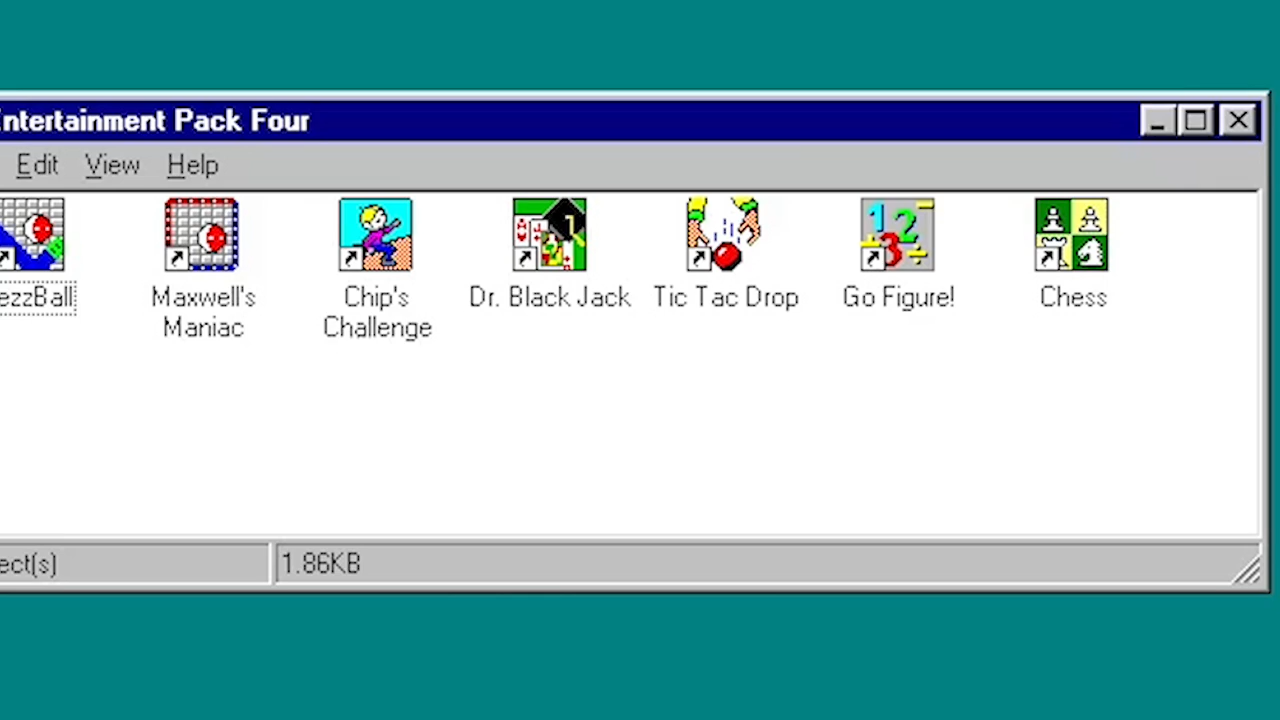 ntertainment Pack Four
Edit View Help
ezzBall Maxwell's Maniac Chip's Challenge Dr. Black Jack Tic Tac Drop Go Figure! Chess
ect(s) 1.86KB